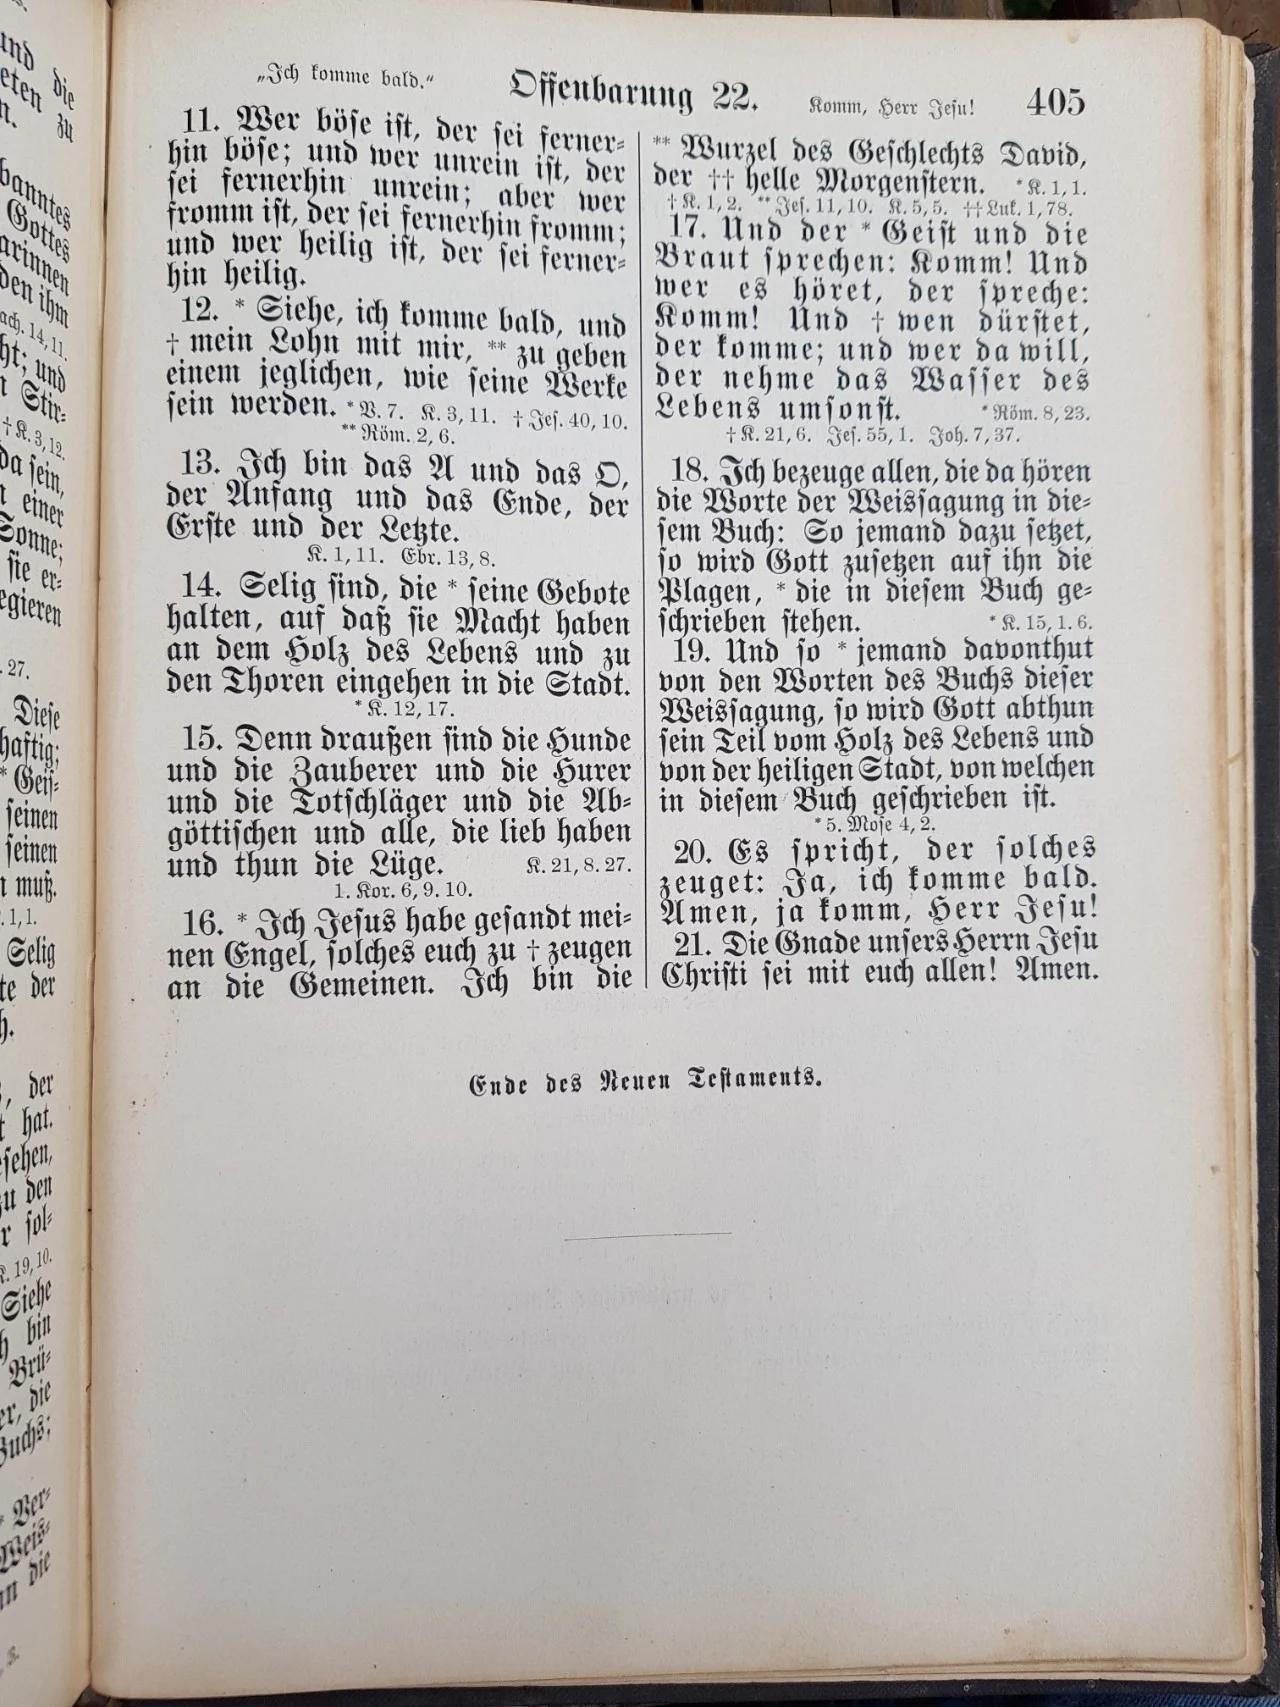 „Ich komme bald.“ Offenbarung 22. Komm, Herr Jesu! 405
11. Wer böse ist, der sei ferner-
hin böse; und wer unrein ist, der
sei fernerhin unrein; aber wer
fromm ist, der sei fernerhin fromm;
und wer heilig ist, der sei ferner-
hin heilig.
12. * Siehe, ich komme bald, und
† mein Lohn mit mir, ** zu geben
einem jeglichen, wie seine Werke
sein werden. * V. 7. K. 3, 11. † Jes. 40, 10.
** Röm. 2, 6.
13. Ich bin das A und das O,
der Anfang und das Ende, der
Erste und der Letzte.
K. 1, 11. Ebr. 13, 8.
14. Selig sind, die * seine Gebote
halten, auf daß sie Macht haben
an dem Holz des Lebens und zu
den Thoren eingehen in die Stadt.
* K. 12, 17.
15. Denn draußen sind die Hunde
und die Zauberer und die Hurer
und die Totschläger und die Ab-
göttischen und alle, die lieb haben
und thun die Lüge. K. 21, 8. 27.
1. Kor. 6, 9. 10.
16. * Ich Jesus habe gesandt mei-
nen Engel, solches euch zu † zeugen
an die Gemeinen. Ich bin die
** Wurzel des Geschlechts David,
der †† helle Morgenstern. * K. 1, 1.
† K. 1, 2. ** Jes. 11, 10. K. 5, 5. †† Luk. 1, 78.
17. Und der * Geist und die
Braut sprechen: Komm! Und
wer es höret, der spreche:
Komm! Und † wen dürstet,
der komme; und wer da will,
der nehme das Wasser des
Lebens umsonst. * Röm. 8, 23.
† K. 21, 6. Jes. 55, 1. Joh. 7, 37.
18. Ich bezeuge allen, die da hören
die Worte der Weissagung in die-
sem Buch: So jemand dazu setzet,
so wird Gott zusetzen auf ihn die
Plagen, * die in diesem Buch ge-
schrieben stehen. * K. 15, 1. 6.
19. Und so * jemand davonthut
von den Worten des Buchs dieser
Weissagung, so wird Gott abthun
sein Teil vom Holz des Lebens und
von der heiligen Stadt, von welchen
in diesem Buch geschrieben ist.
* 5. Mose 4, 2.
20. Es spricht, der solches
zeuget: Ja, ich komme bald.
Amen, ja komm, Herr Jesu!
21. Die Gnade unsers Herrn Jesu
Christi sei mit euch allen! Amen.
Ende des Neuen Testaments.